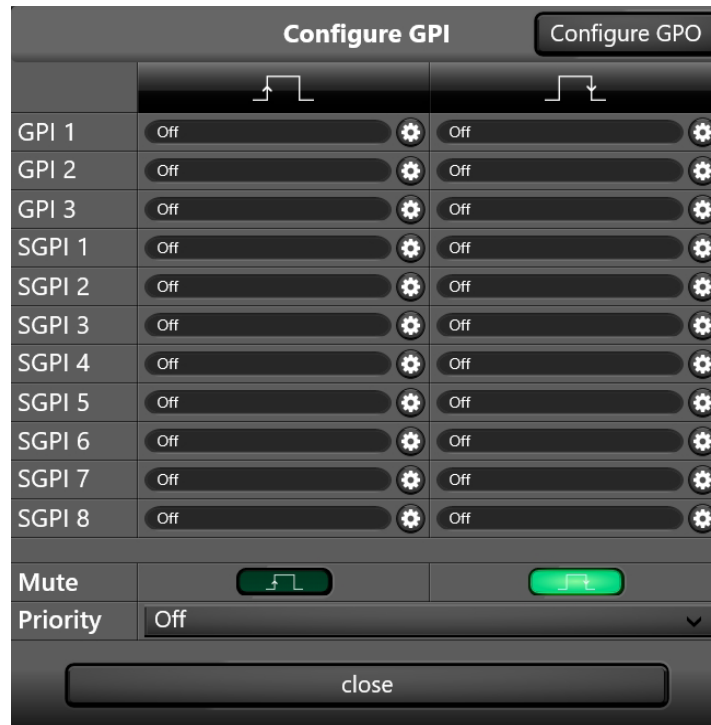 Configure GPI Configure GPO
GPI 1 Off Off
GPI 2 Off Off
GPI 3 Off Off
SGPI 1 Off Off
SGPI 2 Off Off
SGPI 3 Off Off
SGPI 4 Off Off
SGPI 5 Off Off
SGPI 6 Off Off
SGPI 7 Off Off
SGPI 8 Off Off
Mute
Priority Off
close